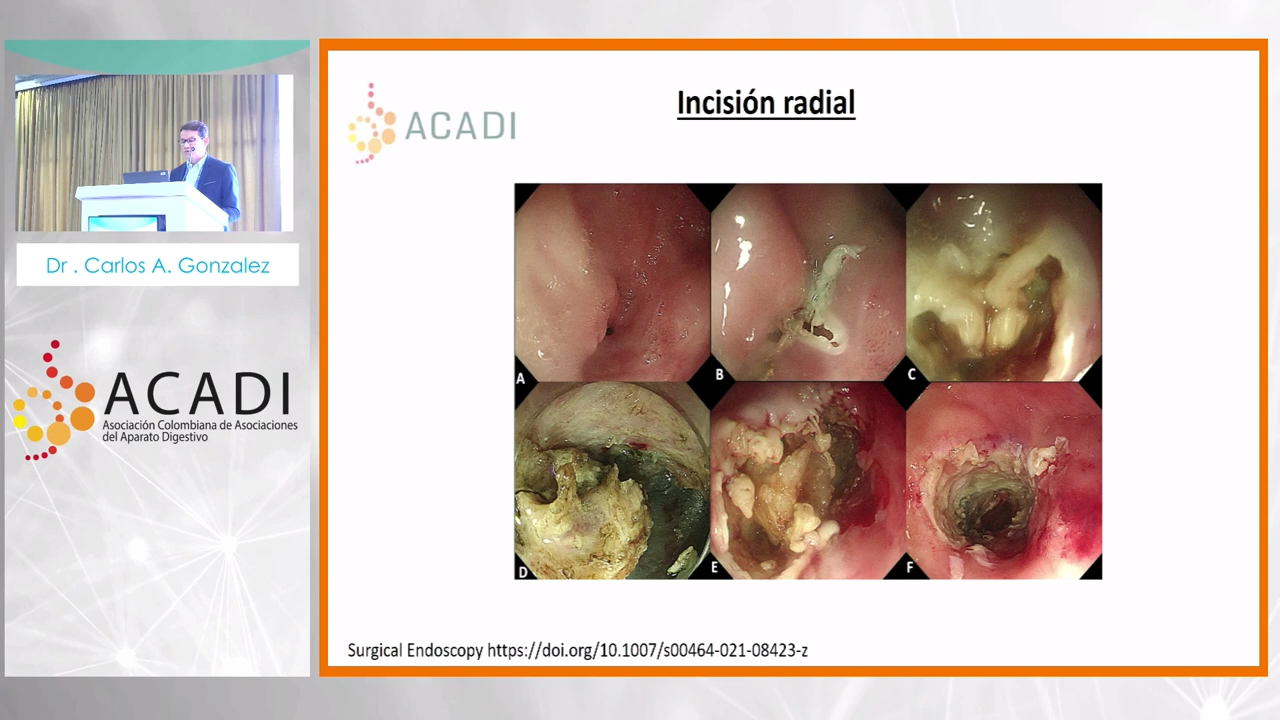 Dr . Carlos A. Gonzalez
ACADI
Asociación Colombiana de Asociaciones
del Aparato Digestivo
ACADI
Incisión radial
A
B
C
D
E
F
Surgical Endoscopy https://doi.org/10.1007/s00464-021-08423-z